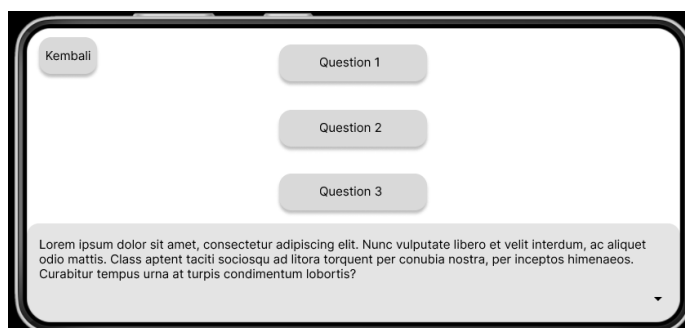 Kembali
Question 1
Question 2
Question 3
Lorem ipsum dolor sit amet, consectetur adipiscing elit. Nunc vulputate libero et velit interdum, ac aliquet
odio mattis. Class aptent taciti sociosqu ad litora torquent per conubia nostra, per inceptos himenaeos.
Curabitur tempus urna at turpis condimentum lobortis?